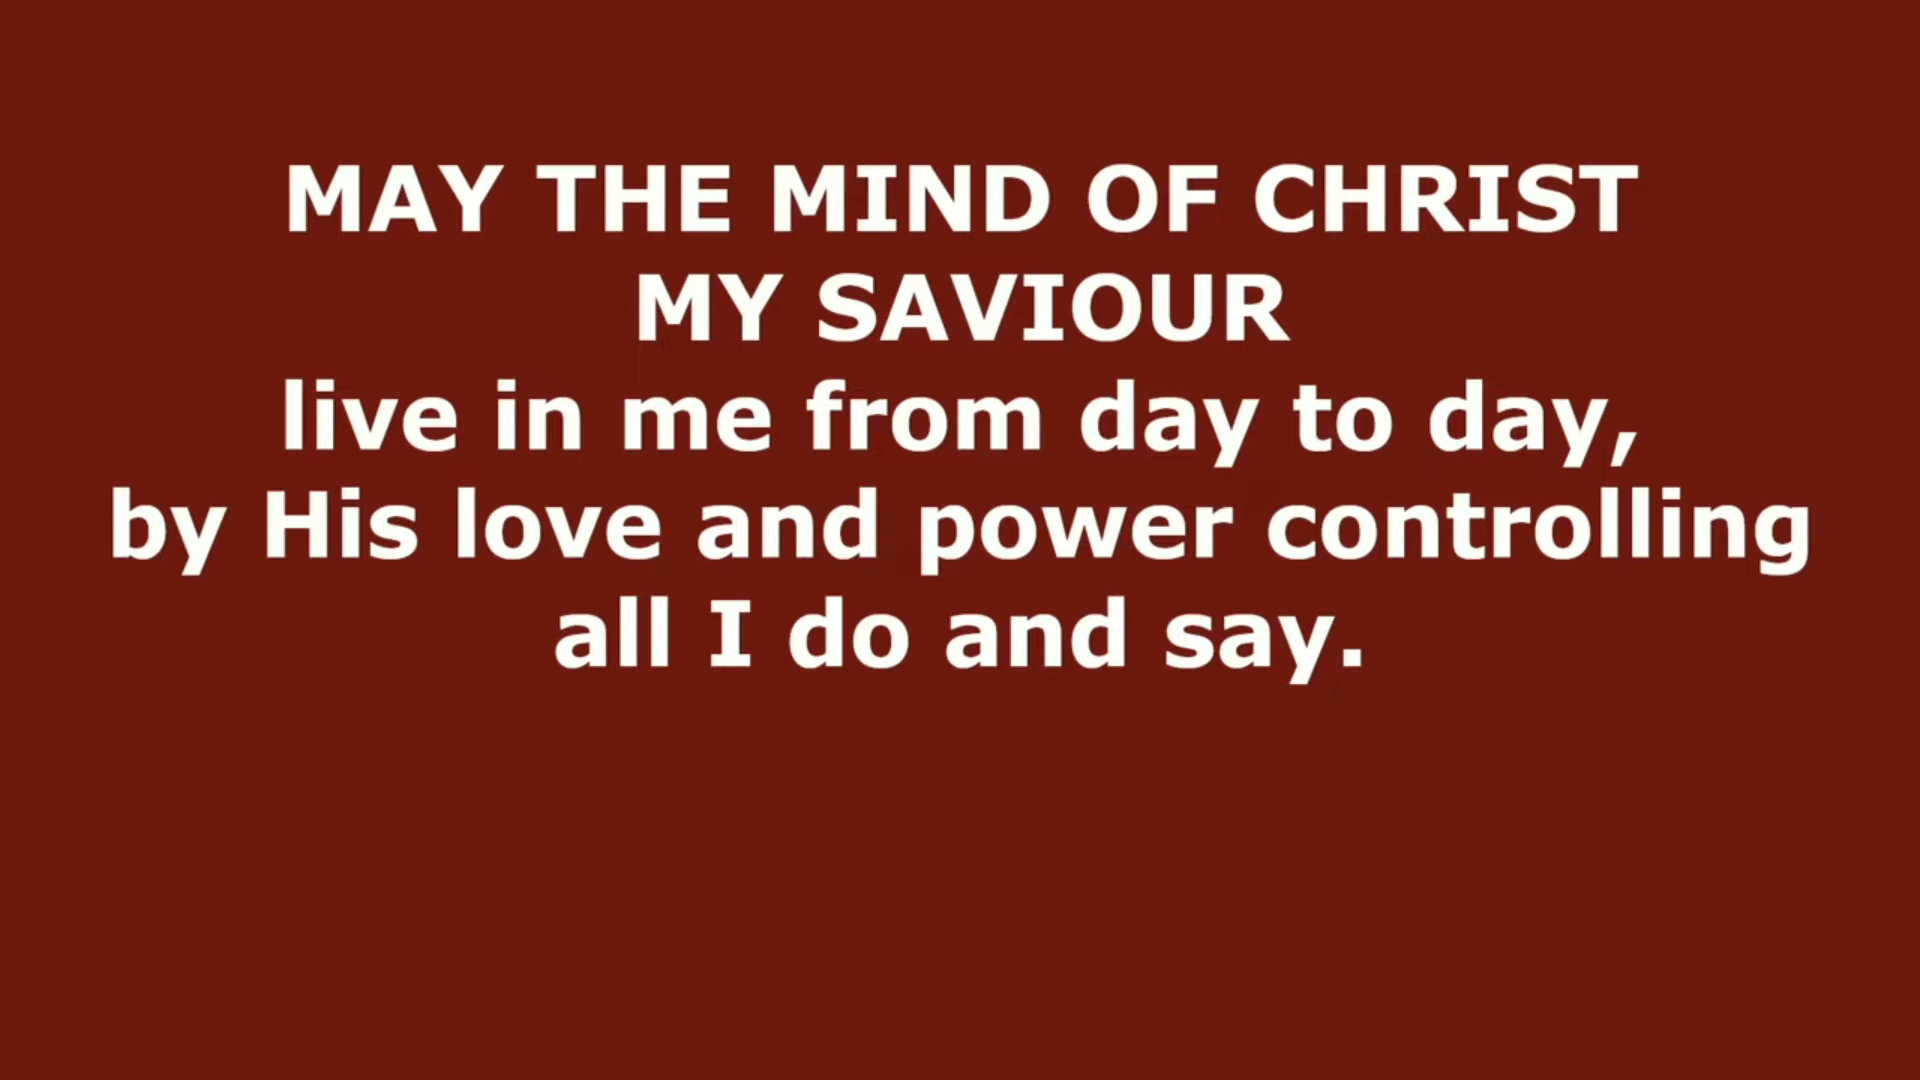 MAY THE MIND OF CHRIST
MY SAVIOUR
live in me from day to day,
by His love and power controlling
all I do and say.